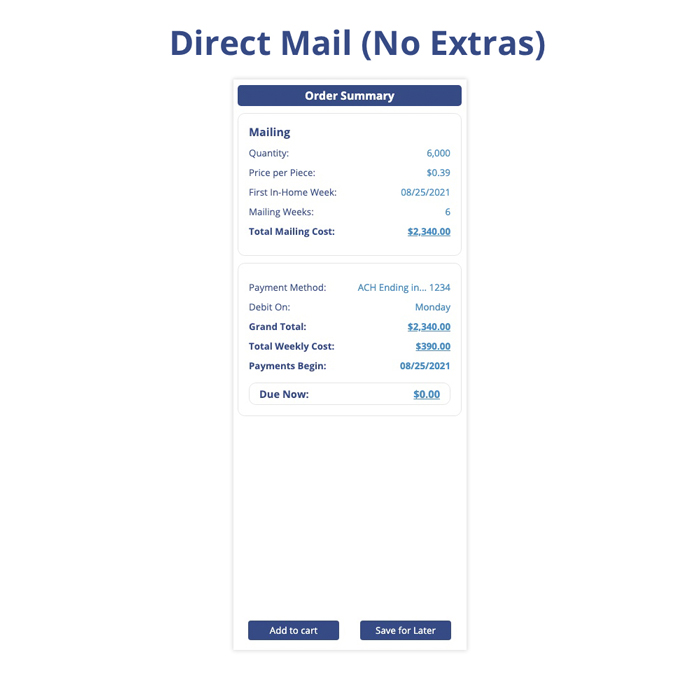 Direct Mail (No Extras)
Order Summary
Mailing
Quantity: 6,000
Price per Piece: $0.39
First In-Home Week: 08/25/2021
Mailing Weeks: 6
Total Mailing Cost: $2,340.00
Payment Method: ACH Ending in... 1234
Debit On: Monday
Grand Total: $2,340.00
Total Weekly Cost: $390.00
Payments Begin: 08/25/2021
Due Now: $0.00
Add to cart Save for Later